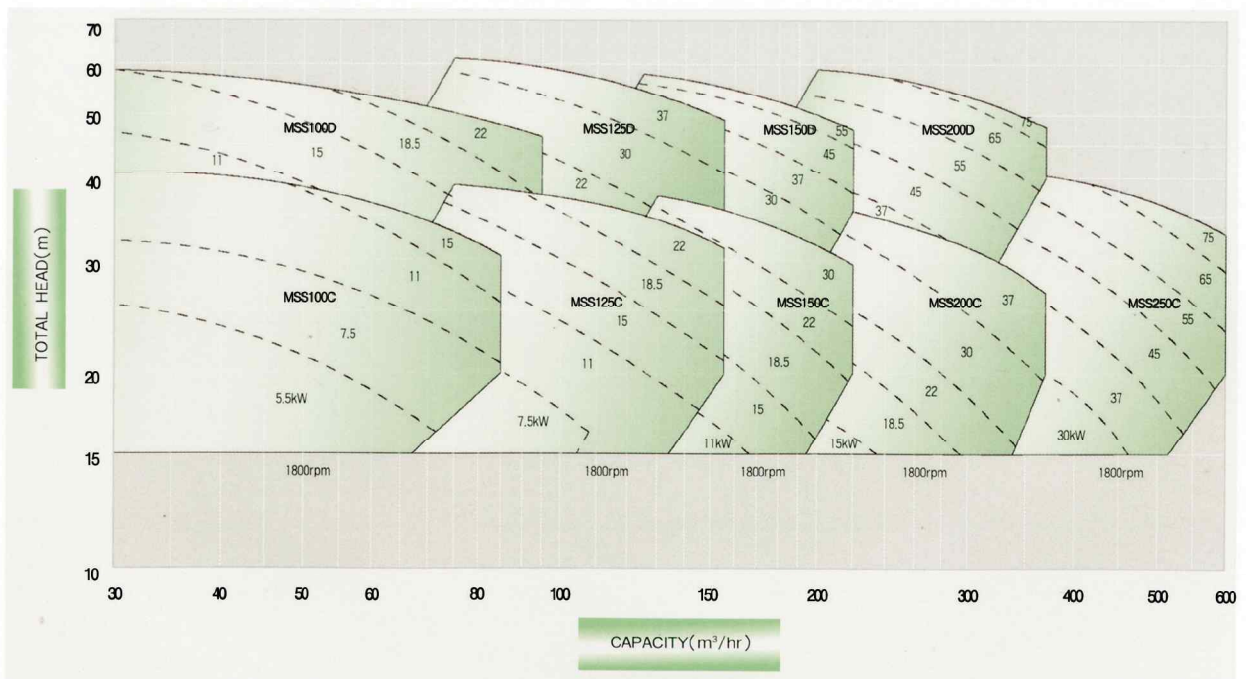 70
60
50
40
30
20
15
10
TOTAL HEAD(m)
MSS100D
MSS125D
MSS150D
MSS200D
11
15
18.5
22
22
30
37
30
37
45
55
37
45
55
65
75
MSS100C
MSS125C
MSS150C
MSS200C
MSS250C
5.5kW
7.5
11
15
7.5kW
11
15
18.5
22
11kW
15
18.5
22
30
15kW
18.5
22
30
37
30kW
37
45
55
65
75
1800rpm
1800rpm
1800rpm
1800rpm
1800rpm
30
40
50
60
80
100
150
200
300
400
500
600
CAPACITY(m³/hr)